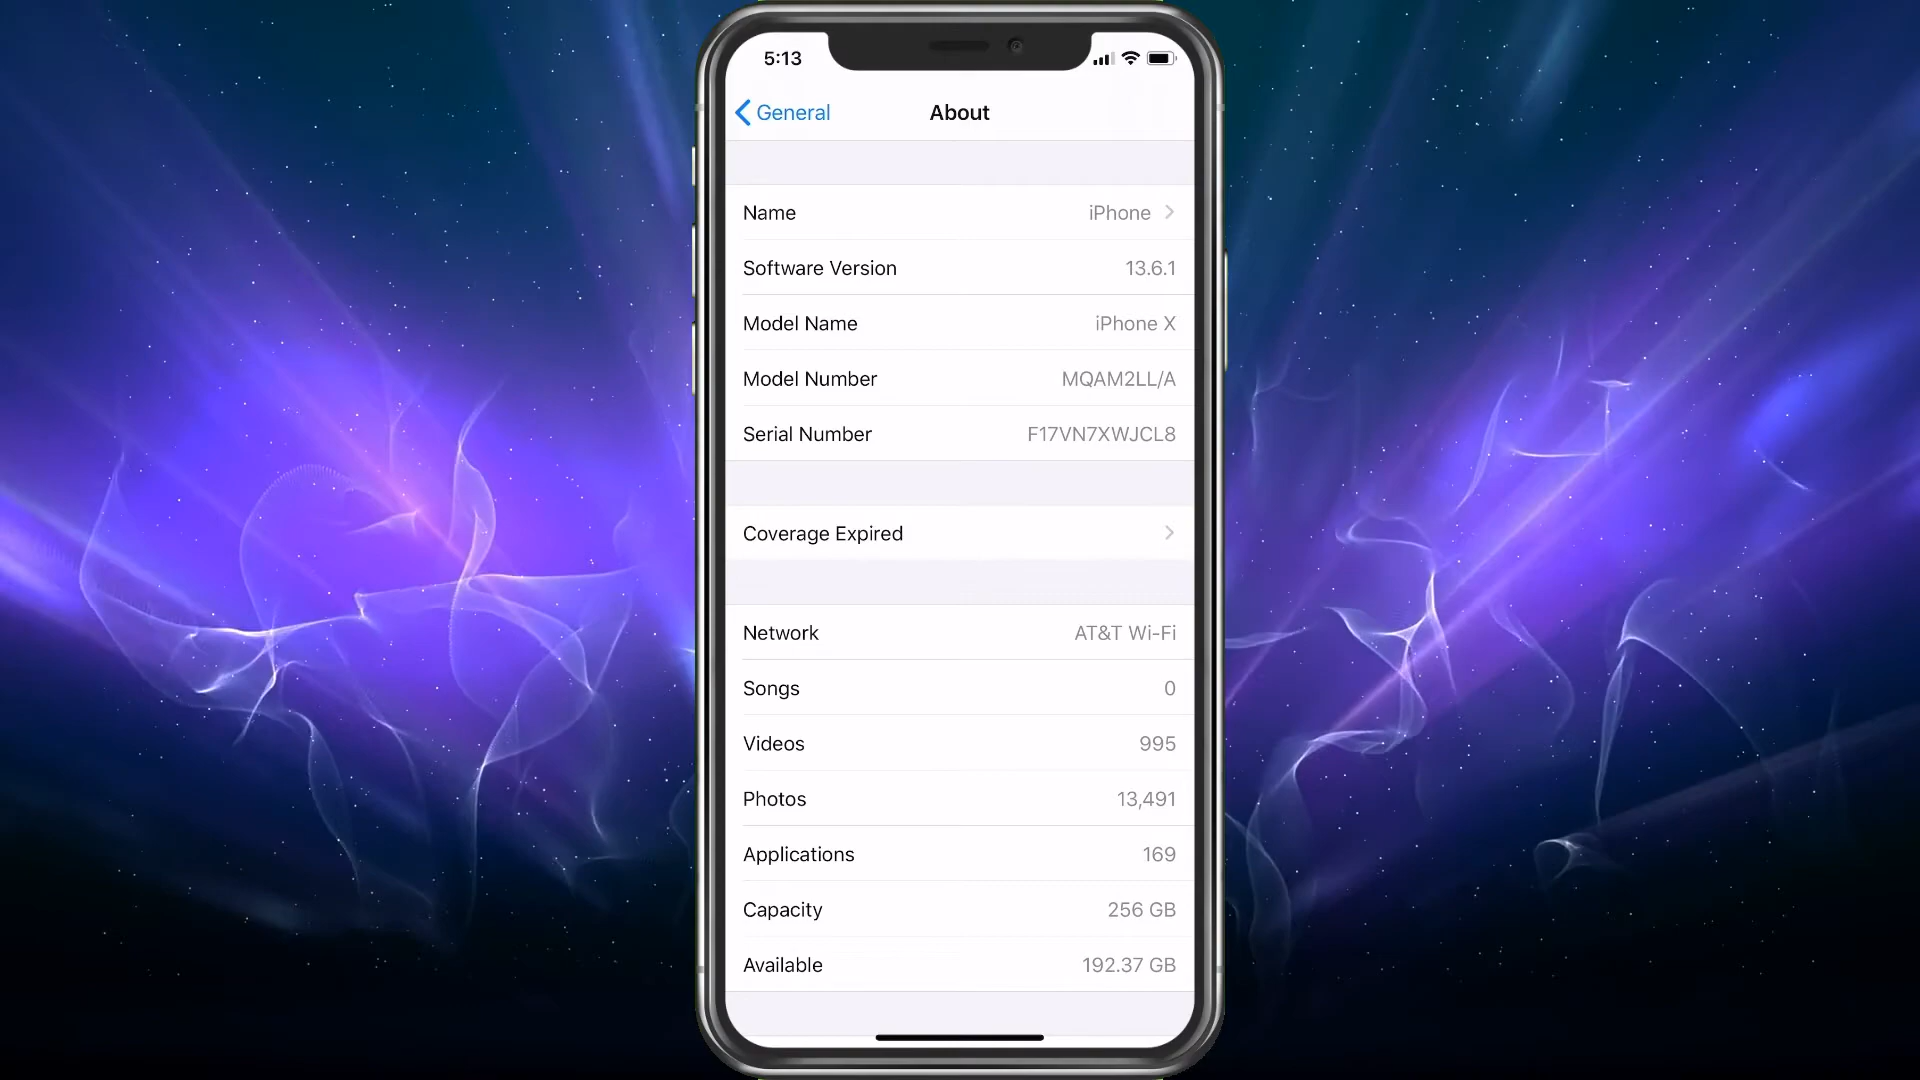 5:13
General
About
Name iPhone
Software Version 13.6.1
Model Name iPhone X
Model Number MQAM2LL/A
Serial Number F17VN7XWJCL8
Coverage Expired
Network AT&T Wi-Fi
Songs 0
Videos 995
Photos 13,491
Applications 169
Capacity 256 GB
Available 192.37 GB